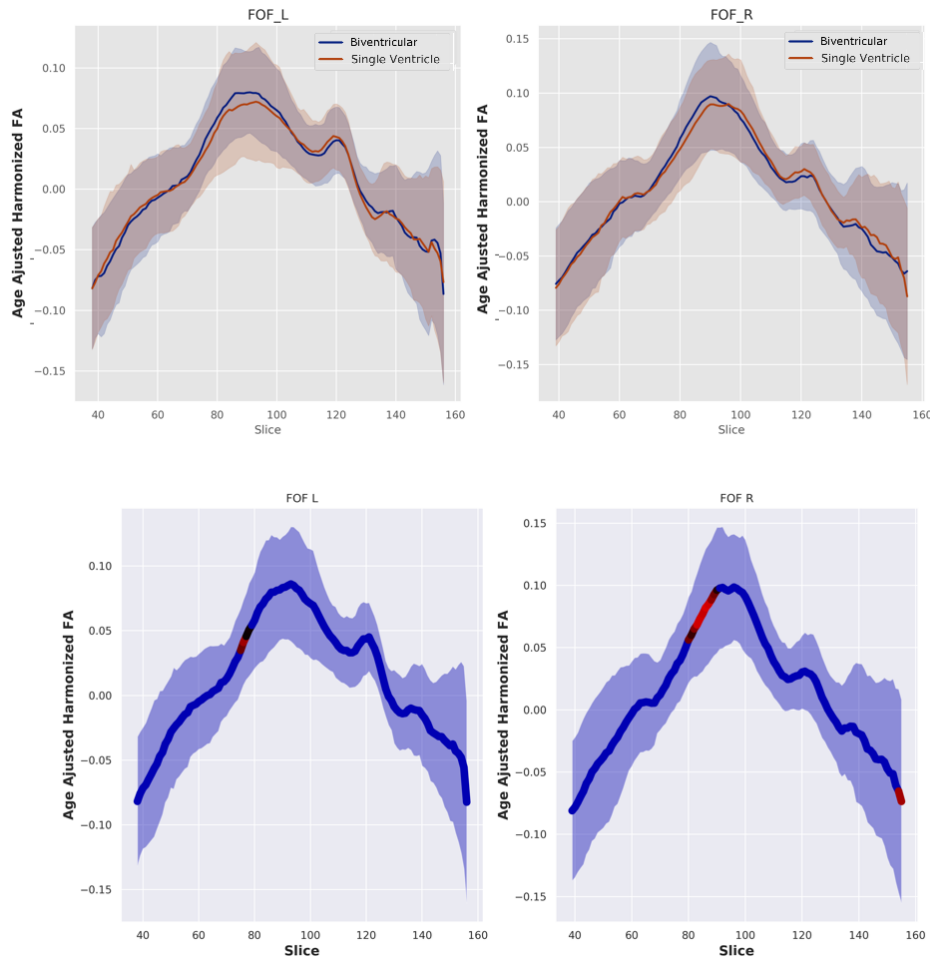 FOF_L
Biventricular
Single Ventricle
Age Ajusted Harmonized FA
0.10
0.05
0.00
−0.05
−0.10
−0.15
40 60 80 100 120 140 160
Slice
FOF_R
Biventricular
Single Ventricle
Age Ajusted Harmonized FA
0.15
0.10
0.05
0.00
−0.05
−0.10
−0.15
40 60 80 100 120 140 160
Slice
FOF L
Age Ajusted Harmonized FA
0.10
0.05
0.00
−0.05
−0.10
−0.15
40 60 80 100 120 140 160
Slice
FOF R
Age Ajusted Harmonized FA
0.15
0.10
0.05
0.00
−0.05
−0.10
−0.15
40 60 80 100 120 140 160
Slice